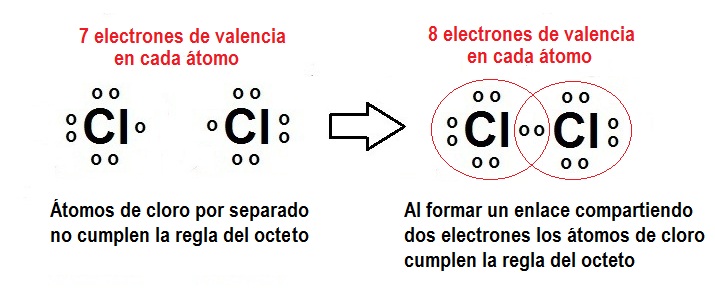 7 electrones de valencia
en cada átomo
8 electrones de valencia
en cada átomo
Cl
Cl
Cl
Cl
Átomos de cloro por separado
no cumplen la regla del octeto
Al formar un enlace compartiendo
dos electrones los átomos de cloro
cumplen la regla del octeto